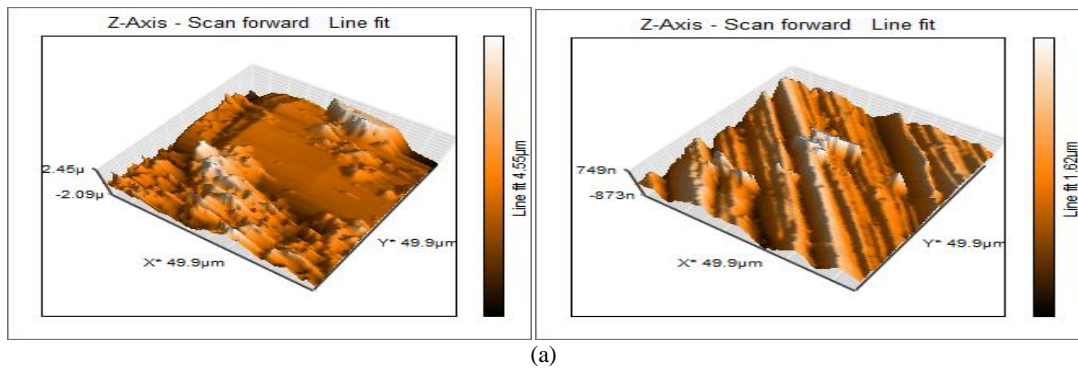 Z-Axis - Scan forward Line fit
2.45µ
-2.09µ
X* 49.9µm
Y* 49.9µm
Line fit 4.55µm
Z-Axis - Scan forward Line fit
749n
-873n
X* 49.9µm
Y* 49.9µm
Line fit 1.62µm
(a)